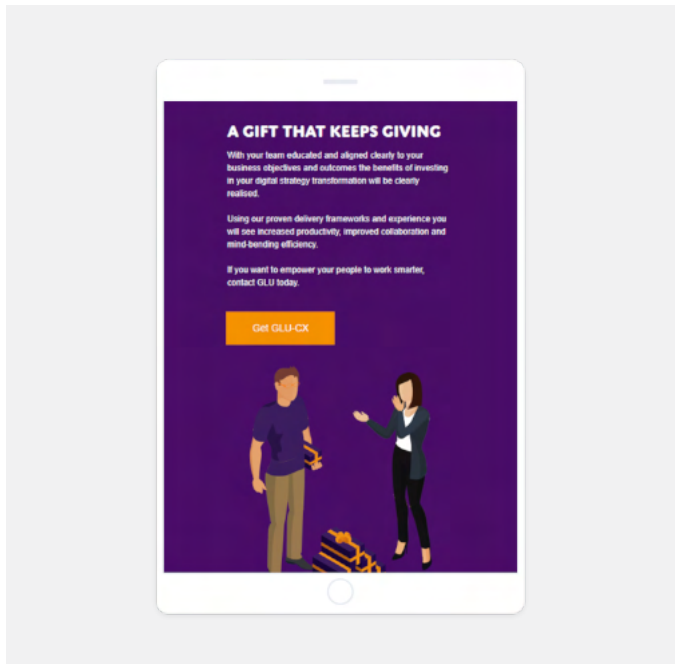 A GIFT THAT KEEPS GIVING
With your team educated and aligned clearly to your
business objectives and outcomes the benefits of investing
in your digital strategy transformation will be clearly
realised.
Using our proven delivery frameworks and experience you
will see increased productivity, improved collaboration and
mind-bending efficiency.
If you want to empower your people to work smarter,
contact GLU today.
Get GLU-CX